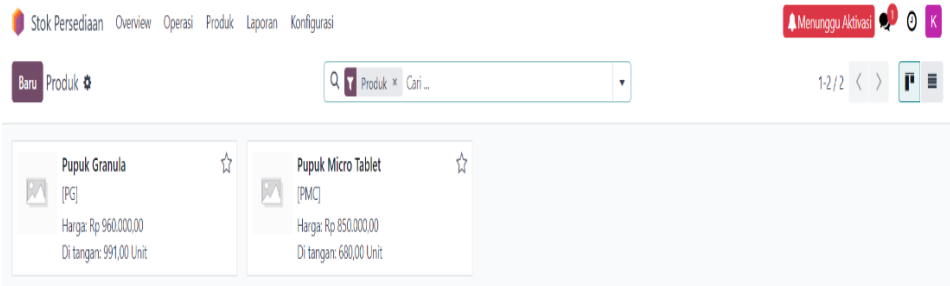 Stok Persediaan Overview Operasi Produk Laporan Konfigurasi Menunggu Aktivasi 1 K
Baru Produk Produk × Cari ... 1-2 / 2
Pupuk Granula
[PG]
Harga: Rp 960.000,00
Di tangan: 991,00 Unit
Pupuk Micro Tablet
[PMC]
Harga: Rp 850.000,00
Di tangan: 680,00 Unit